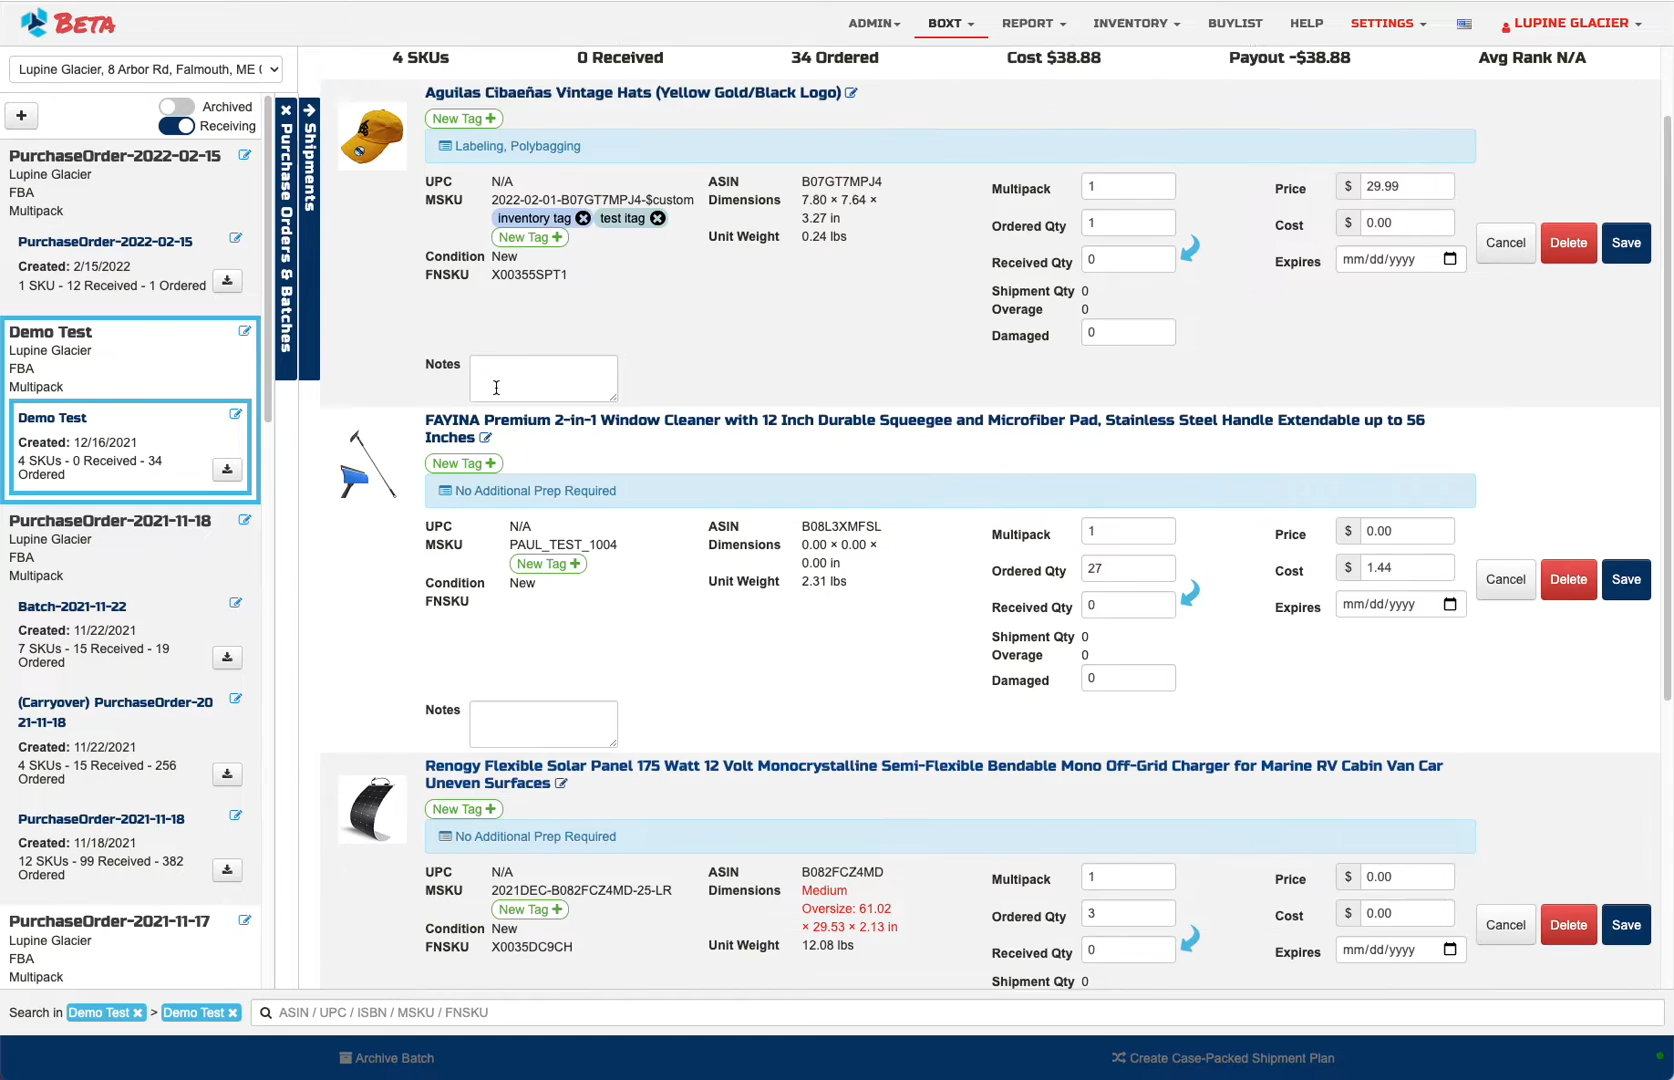 Beta
ADMIN
BOXT
REPORT
INVENTORY
BUYLIST
HELP
SETTINGS
LUPINE GLACIER
Lupine Glacier, 8 Arbor Rd, Falmouth, ME 0
Archived
Receiving
PurchaseOrder-2022-02-15
Lupine Glacier
FBA
Multipack
PurchaseOrder-2022-02-15
Created: 2/15/2022
1 SKU - 12 Received - 1 Ordered
Demo Test
Lupine Glacier
FBA
Multipack
Demo Test
Created: 12/16/2021
4 SKUs - 0 Received - 34
Ordered
PurchaseOrder-2021-11-18
Lupine Glacier
FBA
Multipack
Batch-2021-11-22
Created: 11/22/2021
7 SKUs - 15 Received - 19
Ordered
(Carryover) PurchaseOrder-20
21-11-18
Created: 11/22/2021
4 SKUs - 15 Received - 256
Ordered
PurchaseOrder-2021-11-18
Created: 11/18/2021
12 SKUs - 99 Received - 382
Ordered
PurchaseOrder-2021-11-17
Lupine Glacier
FBA
Multipack
Purchase Orders & Batches
Shipments
4 SKUs
0 Received
34 Ordered
Cost $38.88
Payout -$38.88
Avg Rank N/A
Aguilas Cibaeñas Vintage Hats (Yellow Gold/Black Logo)
New Tag
Labeling, Polybagging
UPC N/A
MSKU 2022-02-01-B07GT7MPJ4-$custom
inventory tag test itag
New Tag
Condition New
FNSKU X00355SPT1
ASIN B07GT7MPJ4
Dimensions 7.80 × 7.64 ×
3.27 in
Unit Weight 0.24 lbs
Multipack 1
Ordered Qty 1
Received Qty 0
Shipment Qty 0
Overage 0
Damaged 0
Price $ 29.99
Cost $ 0.00
Expires mm/dd/yyyy
Cancel
Delete
Save
Notes
FAYINA Premium 2-in-1 Window Cleaner with 12 Inch Durable Squeegee and Microfiber Pad, Stainless Steel Handle Extendable up to 56
Inches
New Tag
No Additional Prep Required
UPC N/A
MSKU PAUL_TEST_1004
New Tag
Condition New
FNSKU
ASIN B08L3XMFSL
Dimensions 0.00 × 0.00 ×
0.00 in
Unit Weight 2.31 lbs
Multipack 1
Ordered Qty 27
Received Qty 0
Shipment Qty 0
Overage 0
Damaged 0
Price $ 0.00
Cost $ 1.44
Expires mm/dd/yyyy
Cancel
Delete
Save
Notes
Renogy Flexible Solar Panel 175 Watt 12 Volt Monocrystalline Semi-Flexible Bendable Mono Off-Grid Charger for Marine RV Cabin Van Car
Uneven Surfaces
New Tag
No Additional Prep Required
UPC N/A
MSKU 2021DEC-B082FCZ4MD-25-LR
New Tag
Condition New
FNSKU X0035DC9CH
ASIN B082FCZ4MD
Dimensions Medium
Oversize: 61.02
× 29.53 × 2.13 in
Unit Weight 12.08 lbs
Multipack 1
Ordered Qty 3
Received Qty 0
Shipment Qty 0
Price $ 0.00
Cost $ 0.00
Expires mm/dd/yyyy
Cancel
Delete
Save
Search in Demo Test > Demo Test
ASIN / UPC / ISBN / MSKU / FNSKU
Archive Batch
Create Case-Packed Shipment Plan